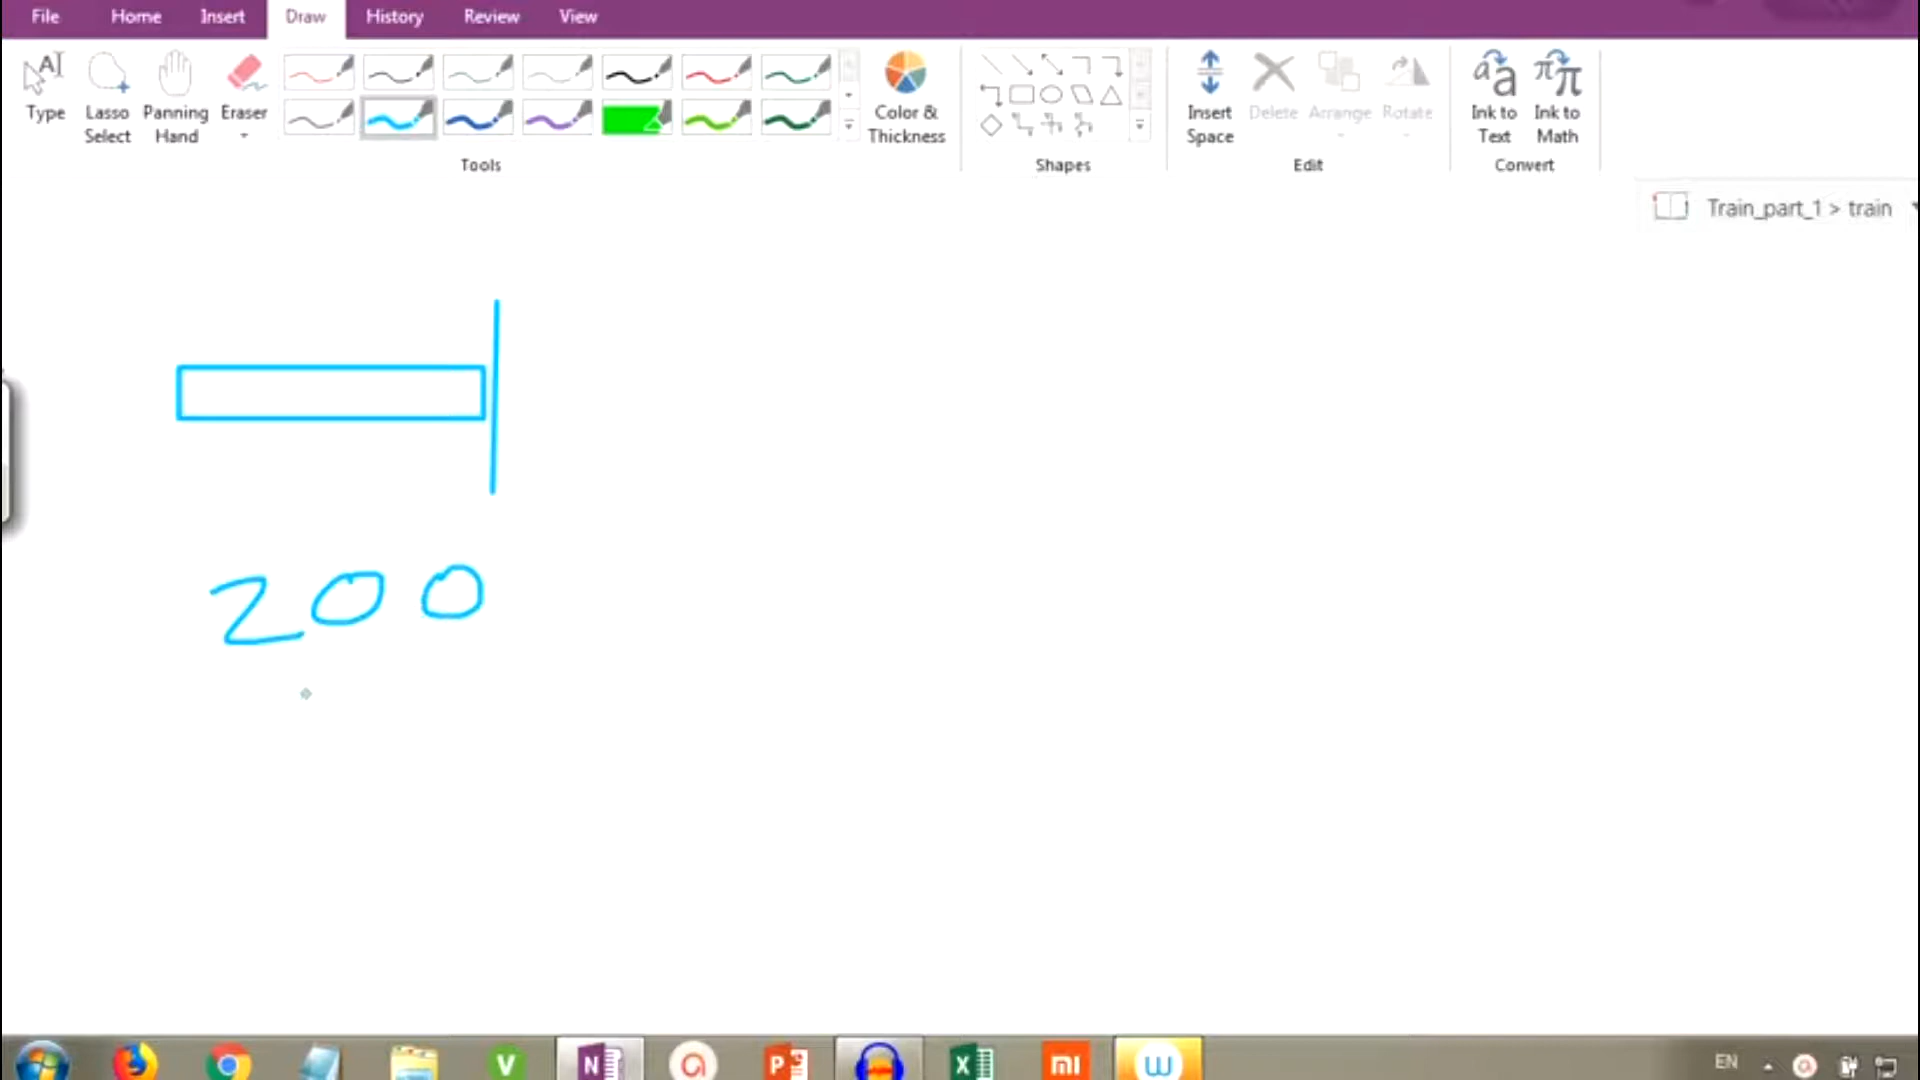 File Home Insert Draw History Review View
Type Lasso Select Panning Hand Eraser Color & Thickness Insert Space Delete Arrange Rotate Ink to Text Ink to Math
Tools Shapes Edit Convert
Train_part_1 > train
200
V N P X mi W EN